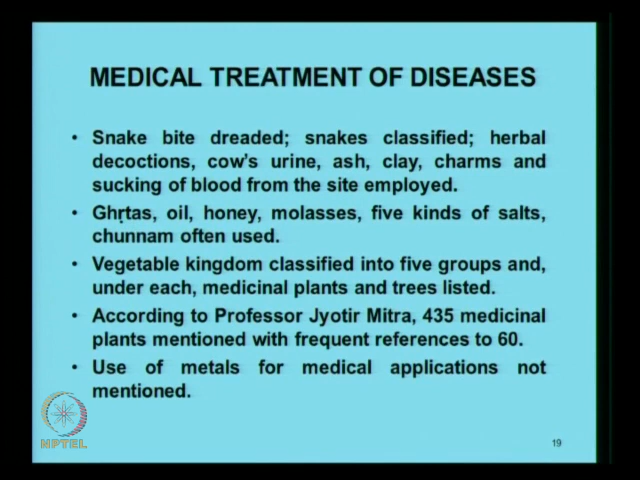 MEDICAL TREATMENT OF DISEASES
• Snake bite dreaded; snakes classified; herbal
decoctions, cow's urine, ash, clay, charms and
sucking of blood from the site employed.
• Ghṛtas, oil, honey, molasses, five kinds of salts,
chunnam often used.
• Vegetable kingdom classified into five groups and,
under each, medicinal plants and trees listed.
• According to Professor Jyotir Mitra, 435 medicinal
plants mentioned with frequent references to 60.
• Use of metals for medical applications not
mentioned.
NPTEL
19